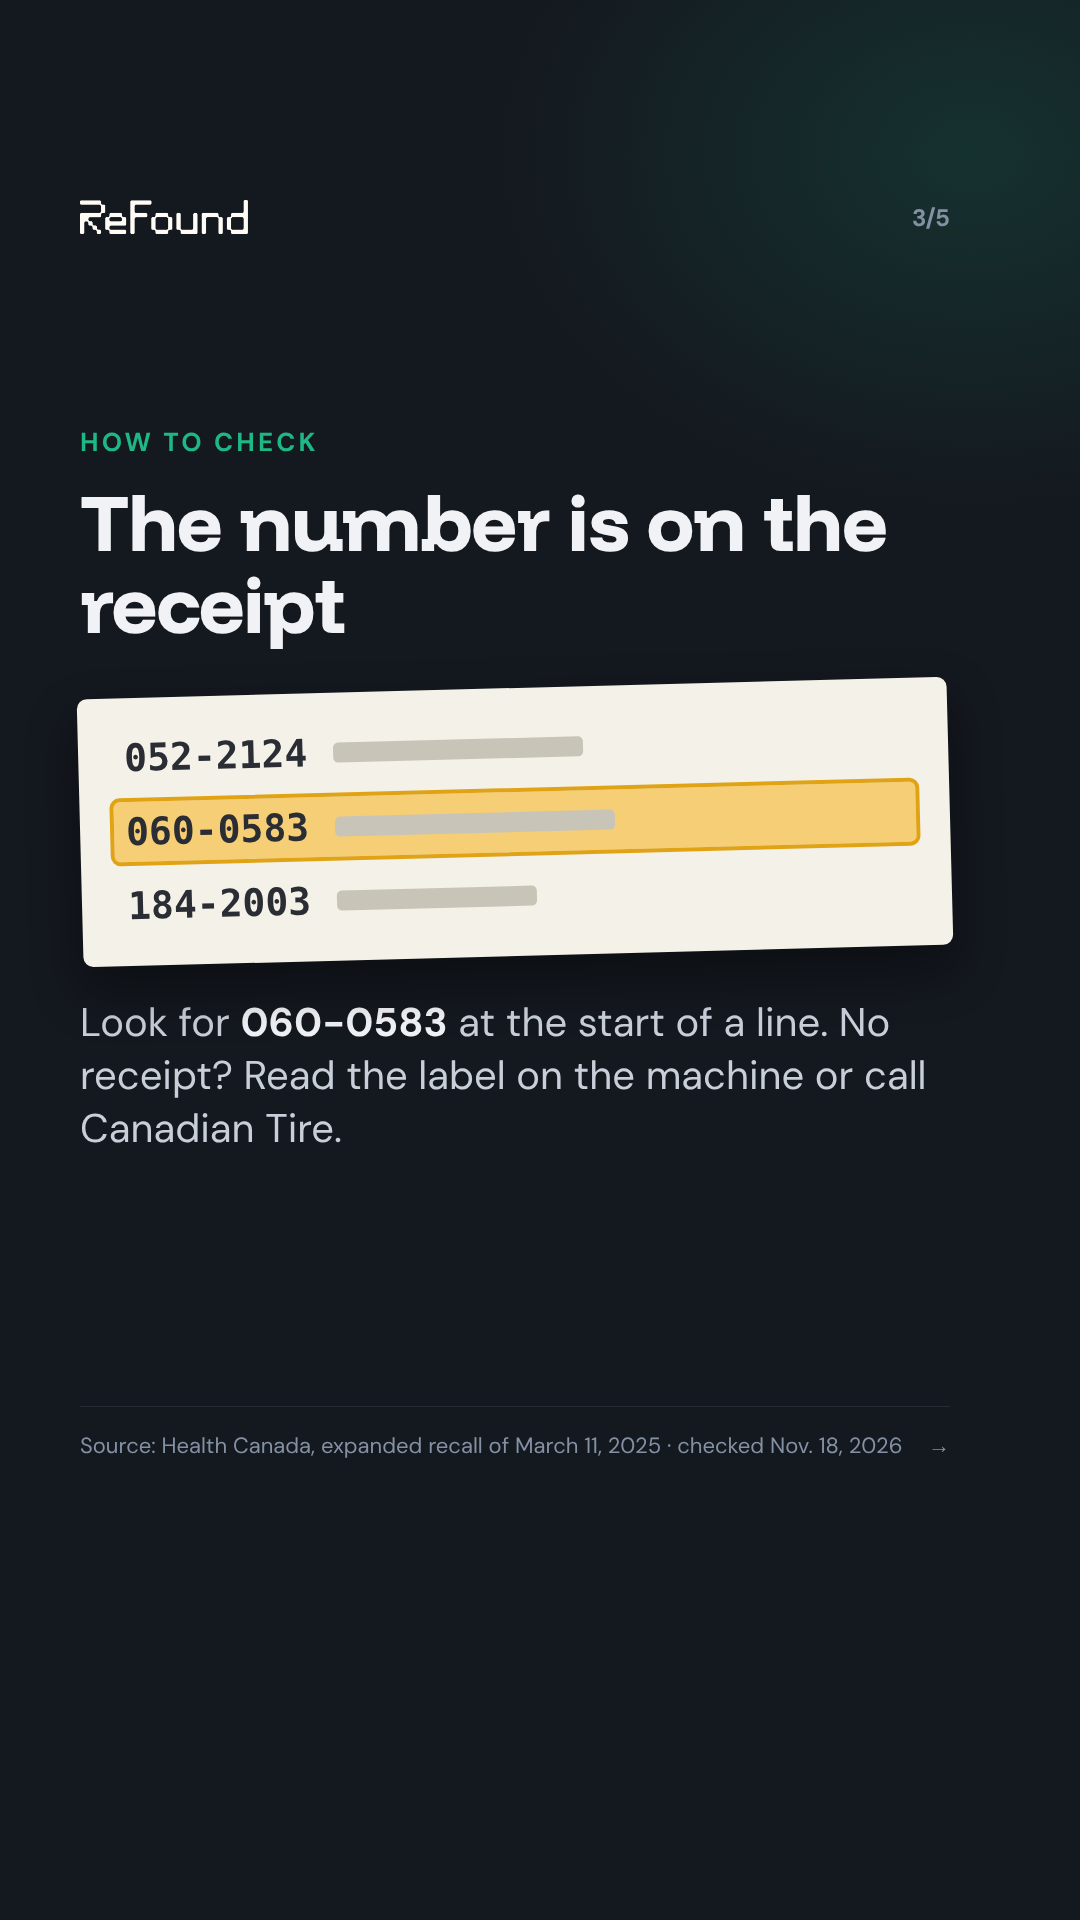 ReFound
3/5
HOW TO CHECK
The number is on the
receipt
052-2124
060-0583
184-2003
Look for 060-0583 at the start of a line. No
receipt? Read the label on the machine or call
Canadian Tire.
Source: Health Canada, expanded recall of March 11, 2025 · checked Nov. 18, 2026 →